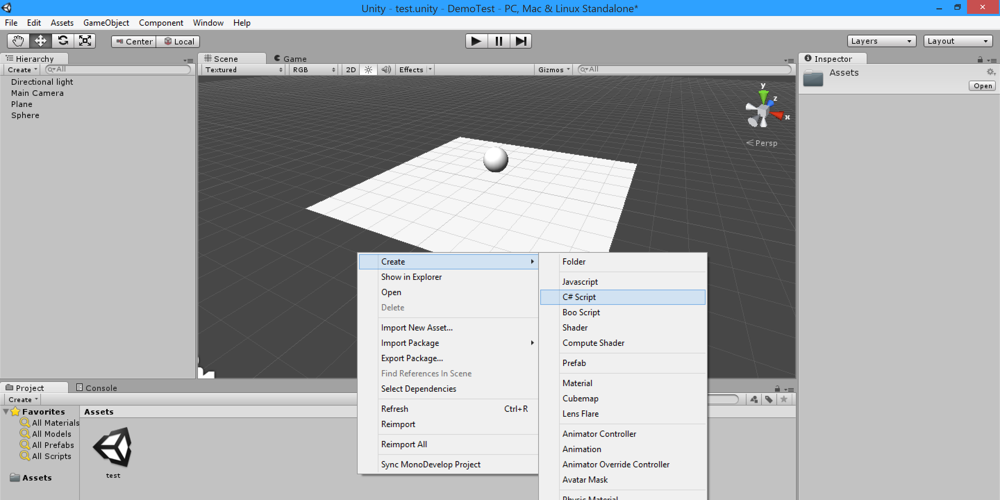 Unity - test.unity - DemoTest - PC, Mac & Linux Standalone*
File Edit Assets GameObject Component Window Help
Center Local Layers Layout
Hierarchy
Create All
Directional light
Main Camera
Plane
Sphere
Scene Game
Textured RGB 2D Effects Gizmos All
y
z
x
Persp
Inspector
Assets
Open
Create
Show in Explorer
Open
Delete
Import New Asset...
Import Package
Export Package...
Find References In Scene
Select Dependencies
Refresh Ctrl+R
Reimport
Reimport All
Sync MonoDevelop Project
Folder
Javascript
C# Script
Boo Script
Shader
Compute Shader
Prefab
Material
Cubemap
Lens Flare
Animator Controller
Animation
Animator Override Controller
Avatar Mask
Physic Material
Project Console
Create
Favorites
All Materials
All Models
All Prefabs
All Scripts
Assets
Assets
test